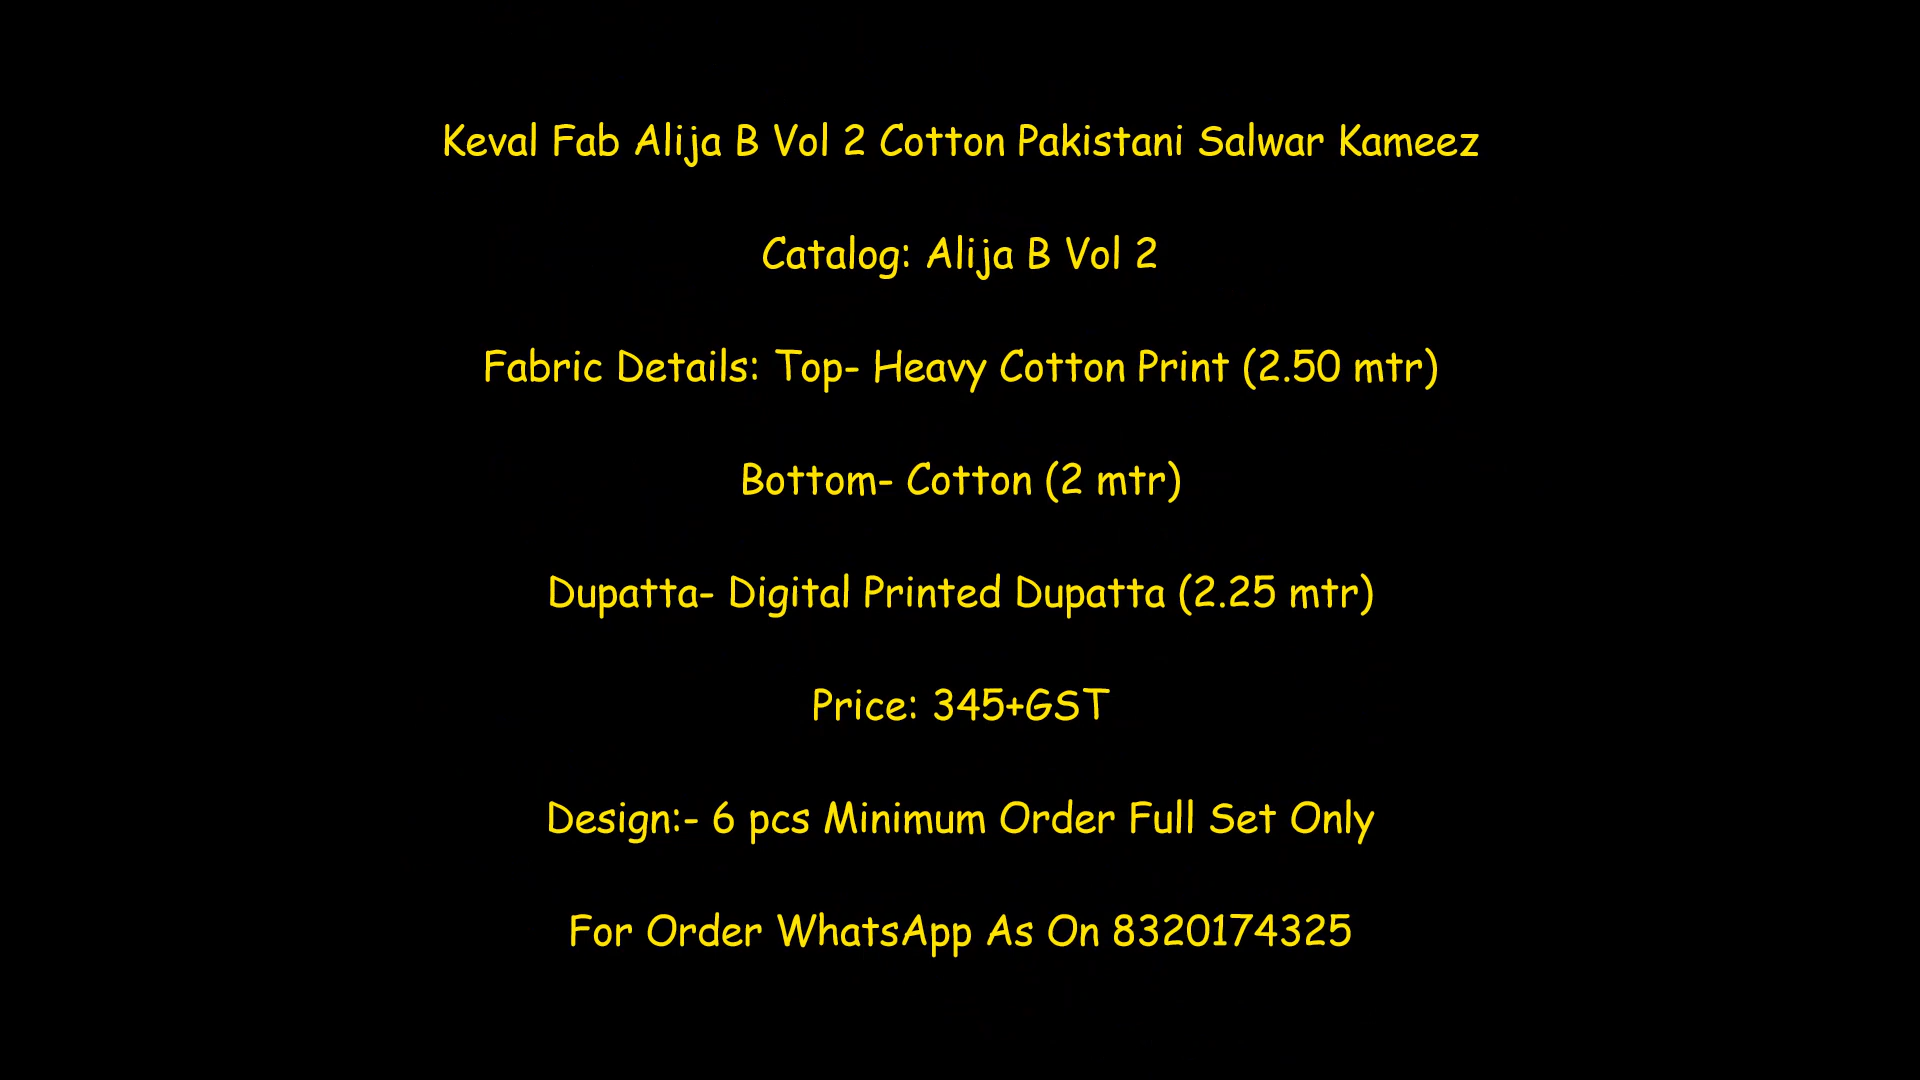 Keval Fab Alija B Vol 2 Cotton Pakistani Salwar Kameez
Catalog: Alija B Vol 2
Fabric Details: Top- Heavy Cotton Print (2.50 mtr)
Bottom- Cotton (2 mtr)
Dupatta- Digital Printed Dupatta (2.25 mtr)
Price: 345+GST
Design:- 6 pcs Minimum Order Full Set Only
For Order WhatsApp As On 8320174325